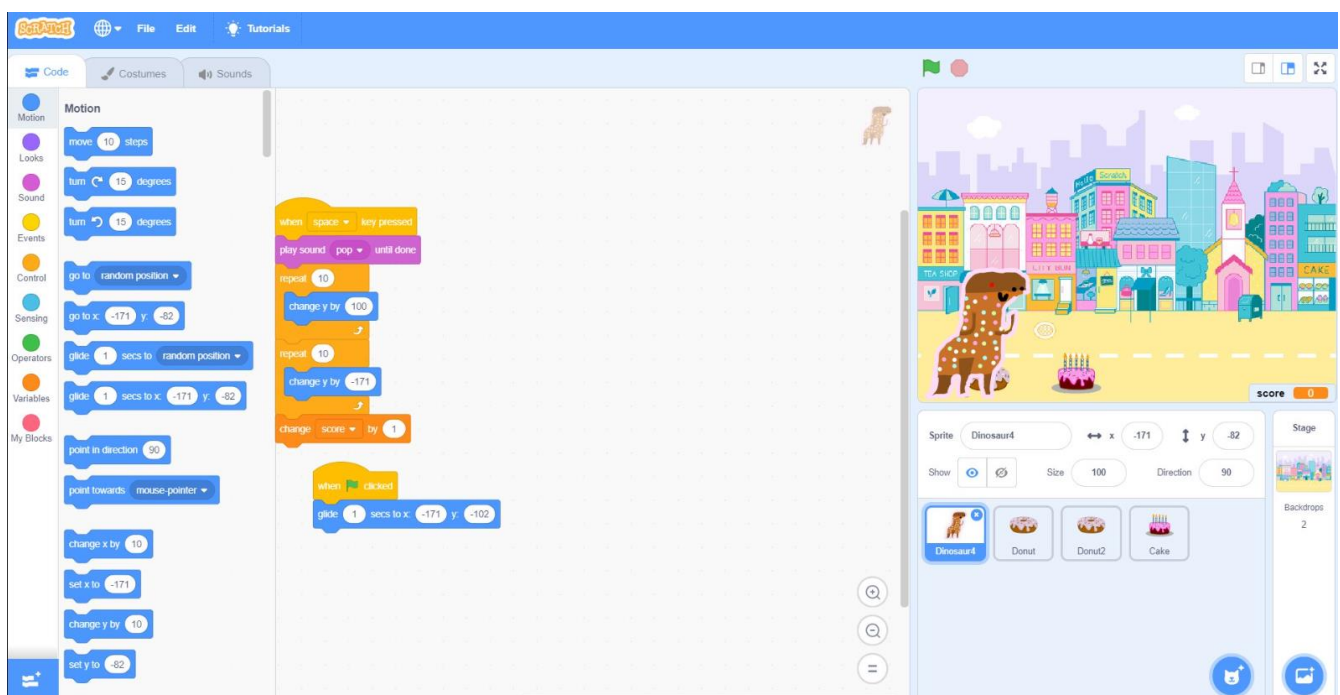 SCRATCH File Edit Tutorials
Code Costumes Sounds
Motion
Looks
Sound
Events
Control
Sensing
Operators
Variables
My Blocks
Motion
move 10 steps
turn 15 degrees
turn 15 degrees
go to random position
go to x: -171 y: -82
glide 1 secs to random position
glide 1 secs to x: -171 y: -82
point in direction 90
point towards mouse-pointer
change x by 10
set x to -171
change y by 10
set y to -82
when space key pressed
play sound pop until done
repeat 10
change y by 100
repeat 10
change y by -171
change score by 1
when clicked
glide 1 secs to x: -171 y: -102
Hello Scratch
TEA SHOP
CAKE
score 0
Sprite Dinosaur4 x -171 y -82
Show Size 100 Direction 90
Dinosaur4 Donut Donut2 Cake
Stage
Backdrops
2